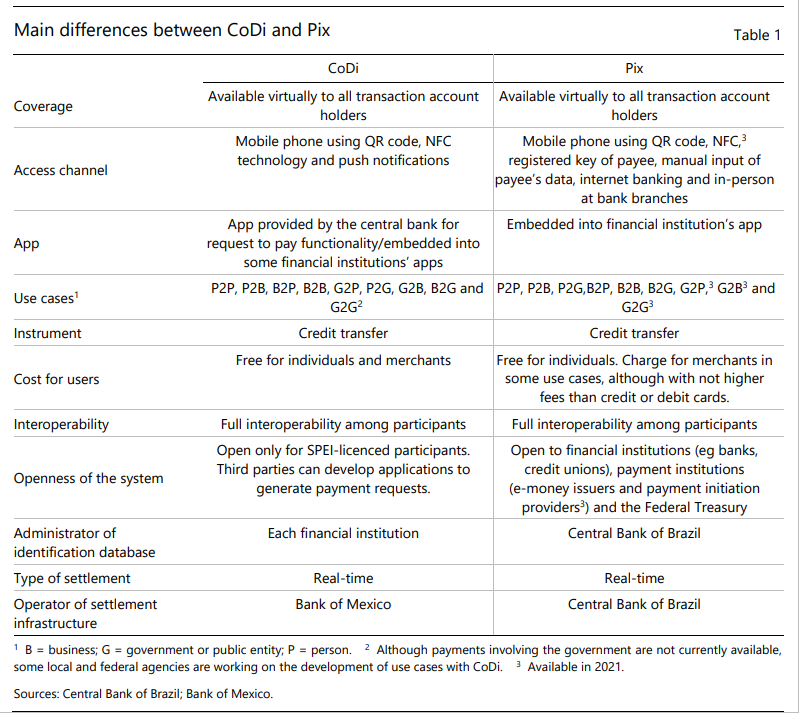 Main differences between CoDi and Pix
Table 1
CoDi
Pix
Coverage
Available virtually to all transaction account
holders
Available virtually to all transaction account
holders
Access channel
Mobile phone using QR code, NFC
technology and push notifications
Mobile phone using QR code, NFC,³
registered key of payee, manual input of
payee’s data, internet banking and in-person
at bank branches
App
App provided by the central bank for
request to pay functionality/embedded into
some financial institutions’ apps
Embedded into financial institution’s app
Use cases¹
P2P, P2B, B2P, B2B, G2P, P2G, G2B, B2G and
G2G²
P2P, P2B, P2G,B2P, B2B, B2G, G2P,³ G2B³ and
G2G³
Instrument
Credit transfer
Credit transfer
Cost for users
Free for individuals and merchants
Free for individuals. Charge for merchants in
some use cases, although with not higher
fees than credit or debit cards.
Interoperability
Full interoperability among participants
Full interoperability among participants
Openness of the system
Open only for SPEI-licenced participants.
Third parties can develop applications to
generate payment requests.
Open to financial institutions (eg banks,
credit unions), payment institutions
(e-money issuers and payment initiation
providers³) and the Federal Treasury
Administrator of
identification database
Each financial institution
Central Bank of Brazil
Type of settlement
Real-time
Real-time
Operator of settlement
infrastructure
Bank of Mexico
Central Bank of Brazil
¹ B = business; G = government or public entity; P = person. ² Although payments involving the government are not currently available,
some local and federal agencies are working on the development of use cases with CoDi. ³ Available in 2021.
Sources: Central Bank of Brazil; Bank of Mexico.